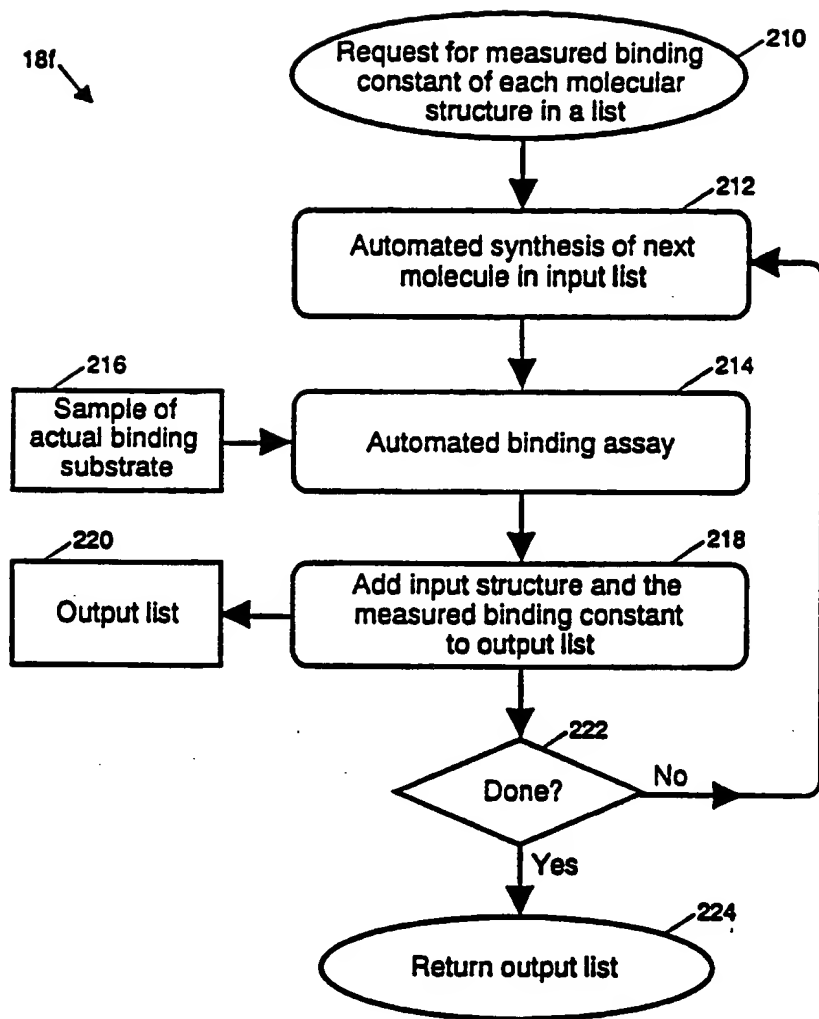 18f
210
Request for measured binding
constant of each molecular
structure in a list
212
Automated synthesis of next
molecule in input list
216
Sample of
actual binding
substrate
214
Automated binding assay
220
Output list
218
Add input structure and the
measured binding constant
to output list
222
Done?
No
Yes
224
Return output list